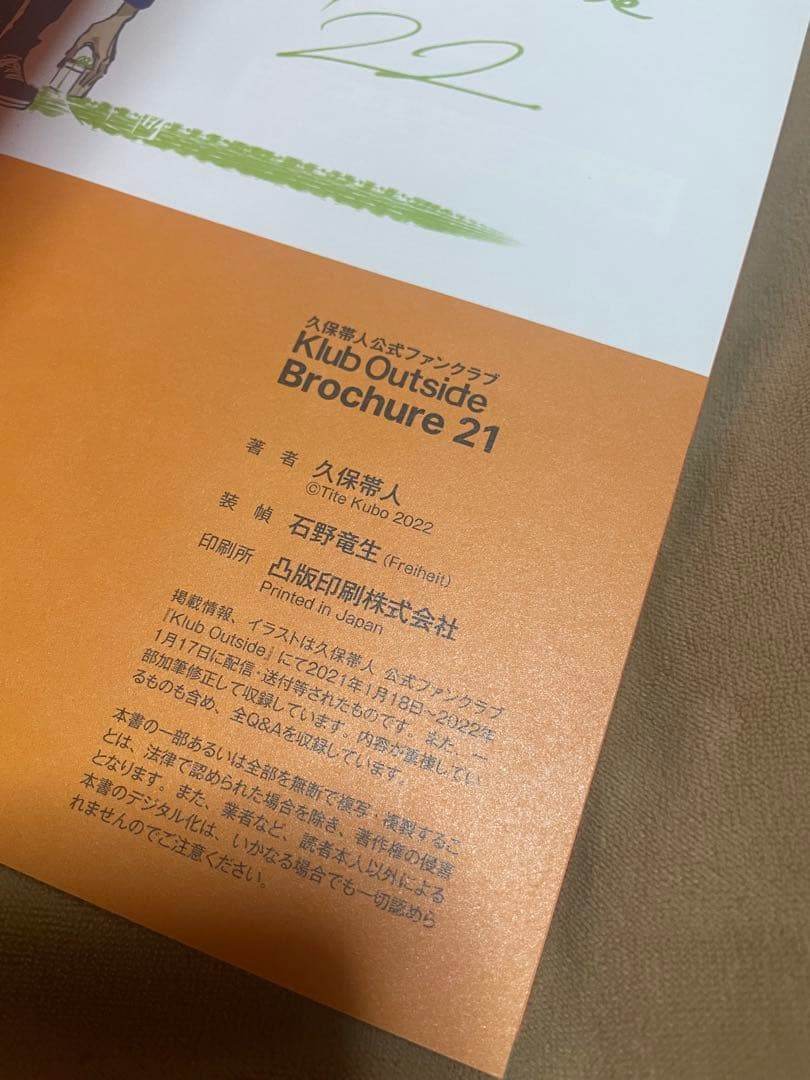 22
久保帯人公式ファンクラブ
Klub Outside
Brochure 21
著 者 久保帯人
©Tite Kubo 2022
装 幀 石野竜生(Freiheit)
印刷所 凸版印刷株式会社
Printed in Japan
掲載情報、イラストは久保帯人 公式ファンクラブ
『Klub Outside』にて2021年1月18日〜2022年
1月17日に配信・送付等されたものです。また、一
部加筆修正して収録しています。内容が重複してい
るものも含め、全Q&Aを収録しています。
本書の一部あるいは全部を無断で複写・複製するこ
とは、法律で認められた場合を除き、著作権の侵害
となります。また、業者など、読者本人以外による
本書のデジタル化は、いかなる場合でも一切認めら
れませんのでご注意ください。